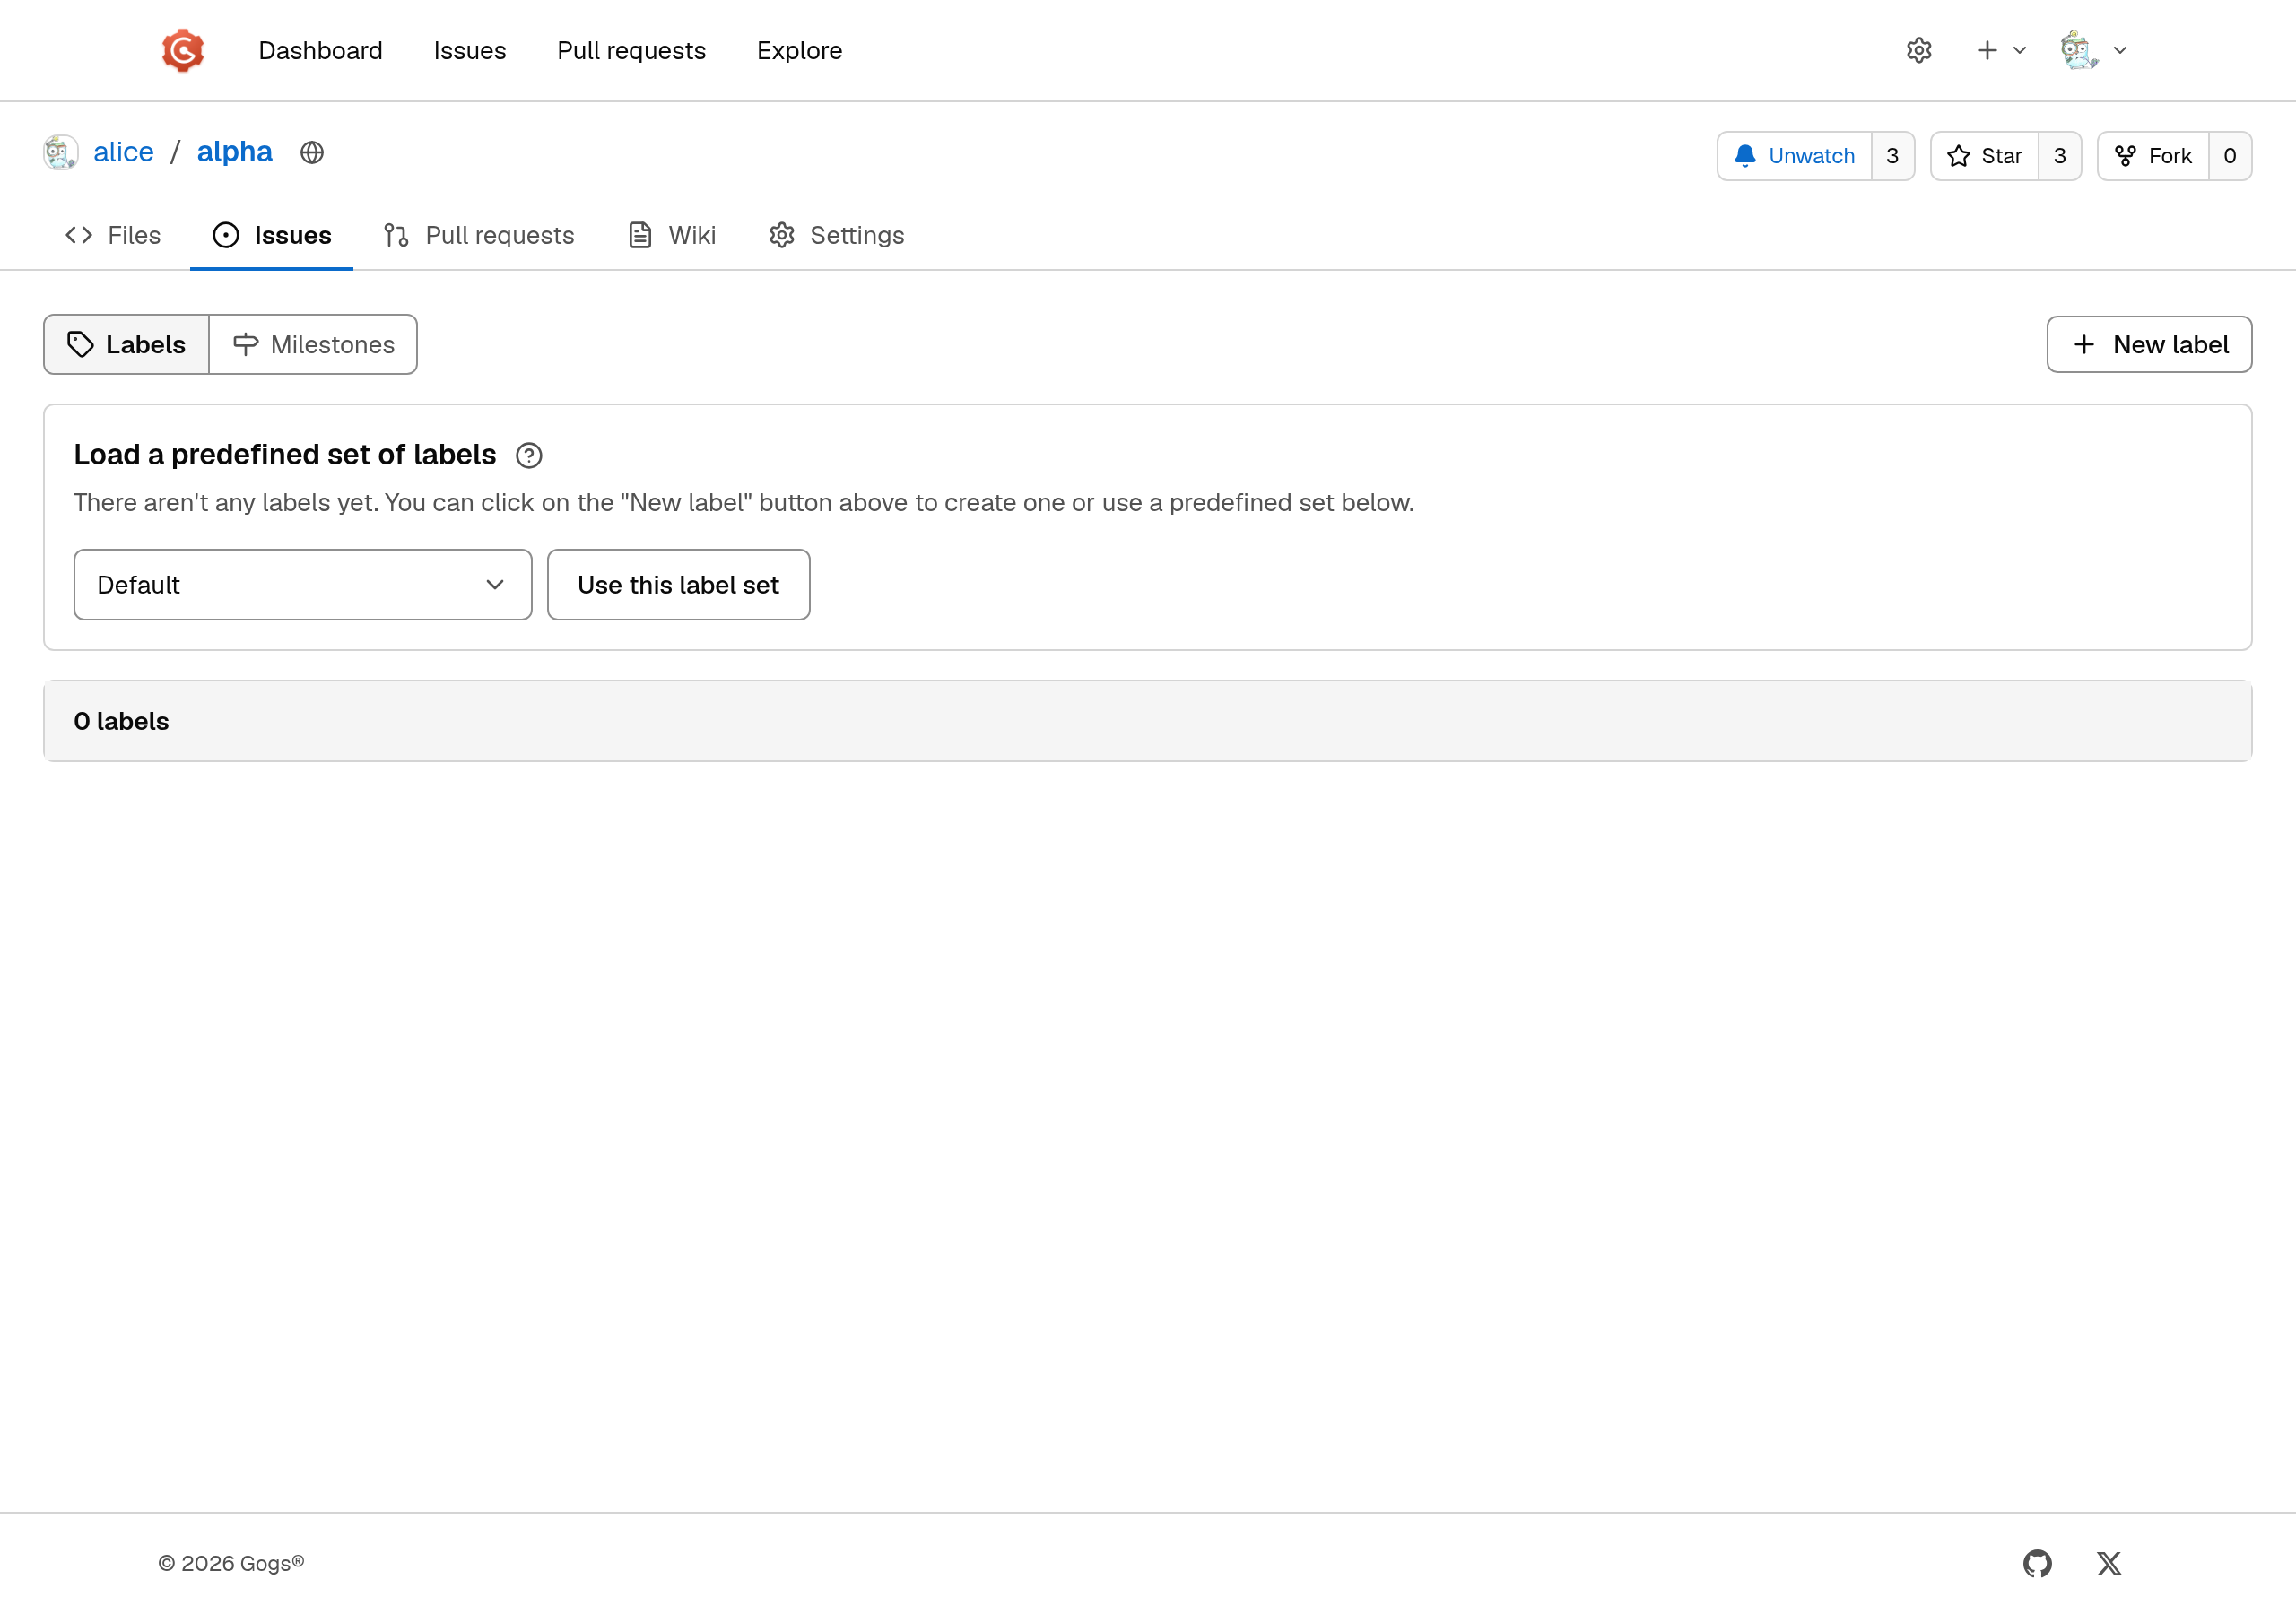 Dashboard Issues Pull requests Explore
alice / alpha
Unwatch 3 Star 3 Fork 0
Files Issues Pull requests Wiki Settings
Labels Milestones
New label
Load a predefined set of labels
There aren't any labels yet. You can click on the "New label" button above to create one or use a predefined set below.
Default
Use this label set
0 labels
© 2026 Gogs®